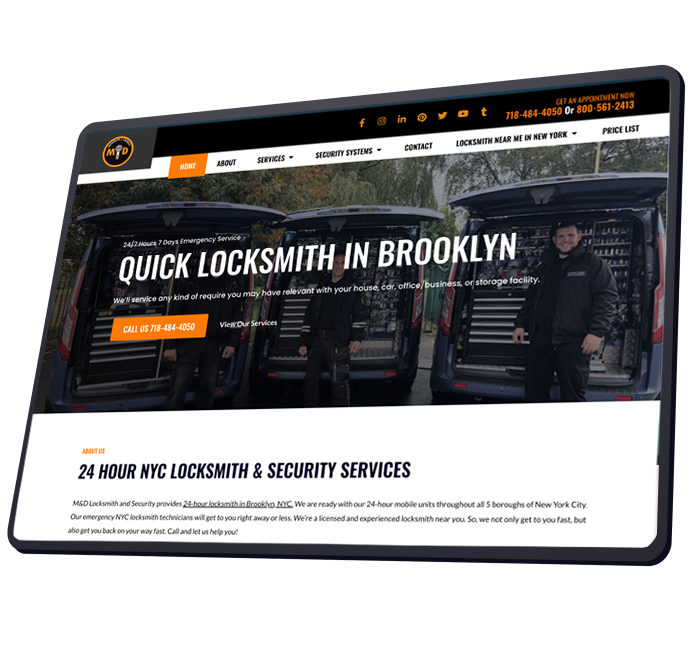 GET AN APPOINTMENT NOW
718-484-4050 Or 800-561-2413
M D
HOME ABOUT SERVICES SECURITY SYSTEMS CONTACT LOCKSMITH NEAR ME IN NEW YORK PRICE LIST
24/7 Hours 7 Days Emergency Service
QUICK LOCKSMITH IN BROOKLYN
We'll service any kind of require you may have relevant with your house, car, office/business, or storage facility.
CALL US 718-484-4050 View Our Services
ABOUT US
24 HOUR NYC LOCKSMITH & SECURITY SERVICES
M&D Locksmith and Security provides 24-hour locksmith in Brooklyn, NYC. We are ready with our 24-hour mobile units throughout all 5 boroughs of New York City.
Our emergency NYC locksmith technicians will get to you right away or less. We're a licensed and experienced locksmith near you. So, we not only get to you fast, but
also get you back on your way fast. Call and let us help you!